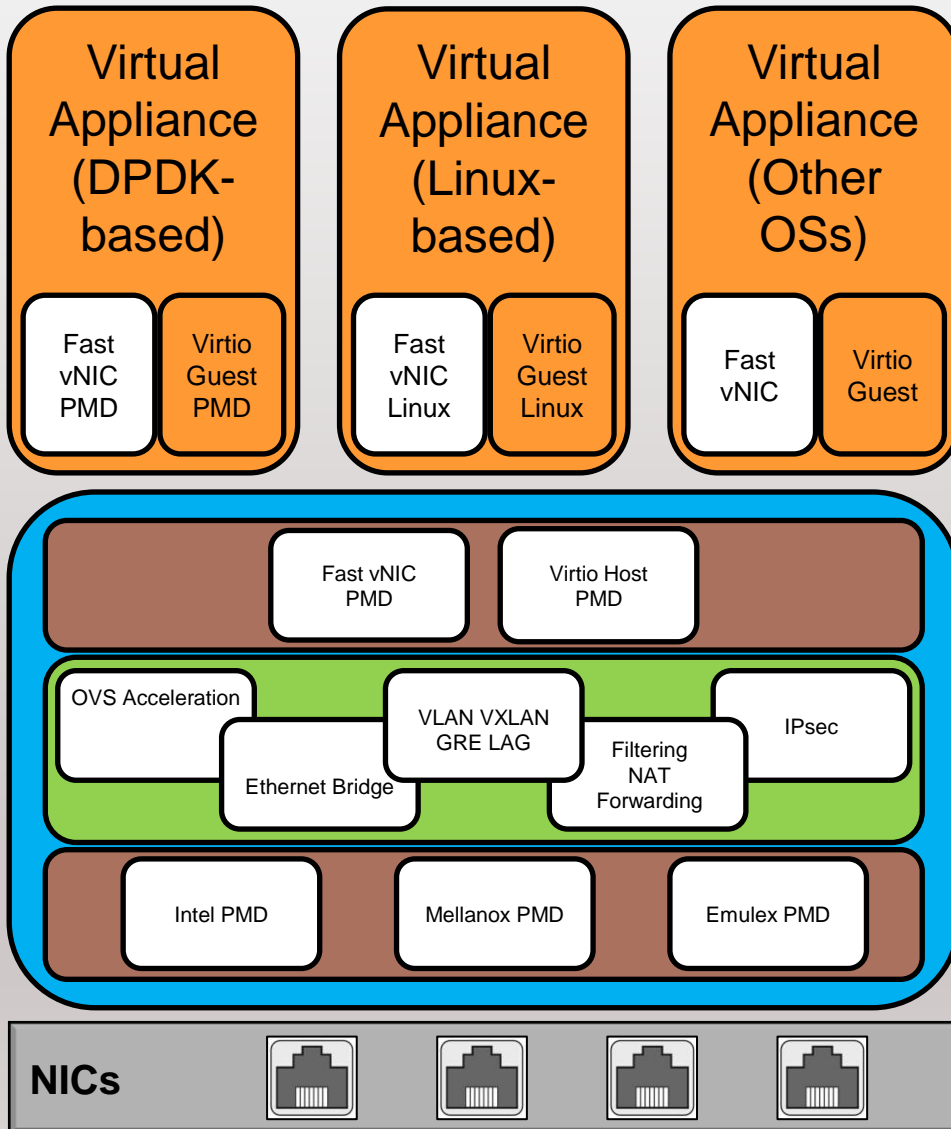 Virtual
Appliance
(DPDK-
based)
Fast
vNIC
PMD
Virtio
Guest
PMD
Virtual
Appliance
(Linux-
based)
Fast
vNIC
Linux
Virtio
Guest
Linux
Virtual
Appliance
(Other
OSs)
Fast
vNIC
Virtio
Guest
Fast vNIC
PMD
Virtio Host
PMD
OVS Acceleration
Ethernet Bridge
VLAN VXLAN
GRE LAG
Filtering
NAT
Forwarding
IPsec
Intel PMD
Mellanox PMD
Emulex PMD
NICs